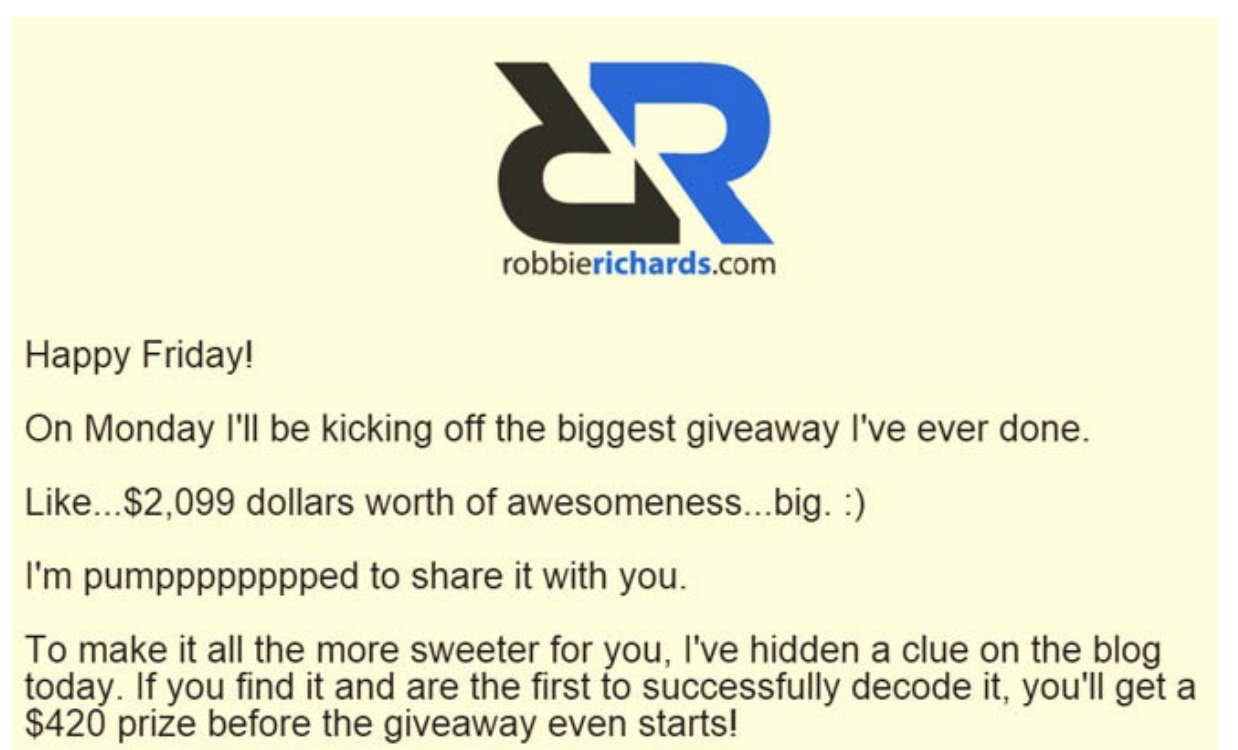 robbierichards.com
Happy Friday!
On Monday I'll be kicking off the biggest giveaway I've ever done.
Like...$2,099 dollars worth of awesomeness...big. :)
I'm pumpppppppped to share it with you.
To make it all the more sweeter for you, I've hidden a clue on the blog
today. If you find it and are the first to successfully decode it, you'll get a
$420 prize before the giveaway even starts!